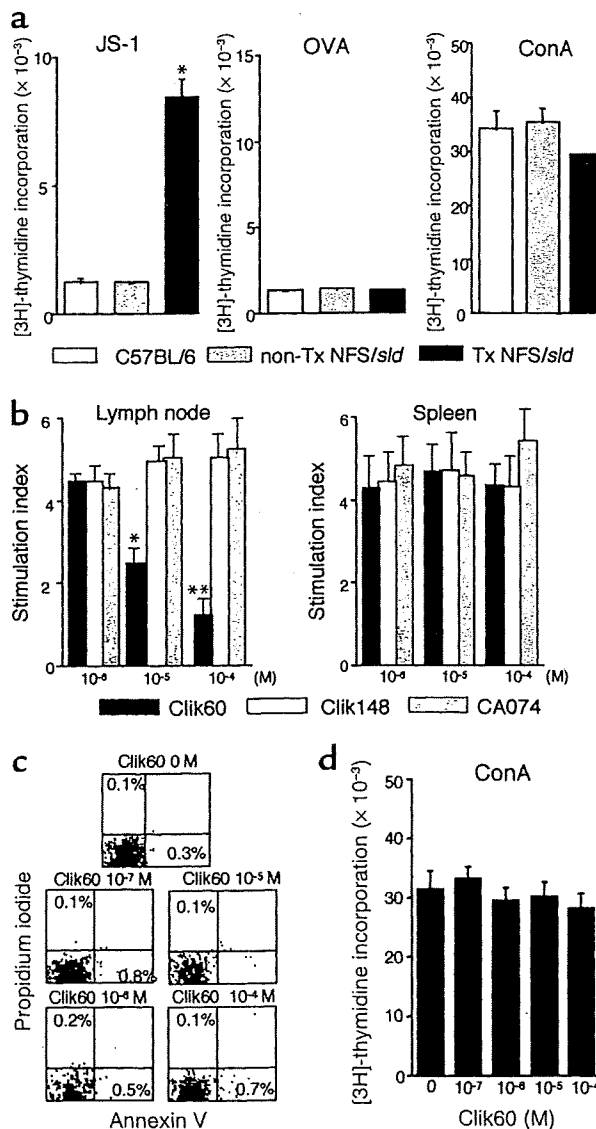 a
JS-1 OVA ConA
[3H]-thymidine incorporation (× 10⁻³)
10
5
0
*
[3H]-thymidine incorporation (× 10⁻³)
15
10
5
0
[3H]-thymidine incorporation (× 10⁻³)
50
40
30
20
10
0
C57BL/6 non-Tx NFS/sld Tx NFS/sld
b
Lymph node Spleen
Stimulation index
6
4
2
0
* **
10⁻⁶ 10⁻⁵ 10⁻⁴ (M)
Stimulation index
6
4
2
0
10⁻⁶ 10⁻⁵ 10⁻⁴ (M)
Clik60 Clik148 CA074
c
Clik60 0 M
0.1%
0.3%
Clik60 10⁻⁷ M Clik60 10⁻⁵ M
0.1% 0.1%
0.8%
Clik60 10⁻⁶ M Clik60 10⁻⁴ M
0.2% 0.1%
0.5% 0.7%
Propidium iodide
Annexin V
d
ConA
[3H]-thymidine incorporation (× 10⁻³)
50
40
30
20
10
0
0 10⁻⁷ 10⁻⁶ 10⁻⁵ 10⁻⁴
Clik60 (M)